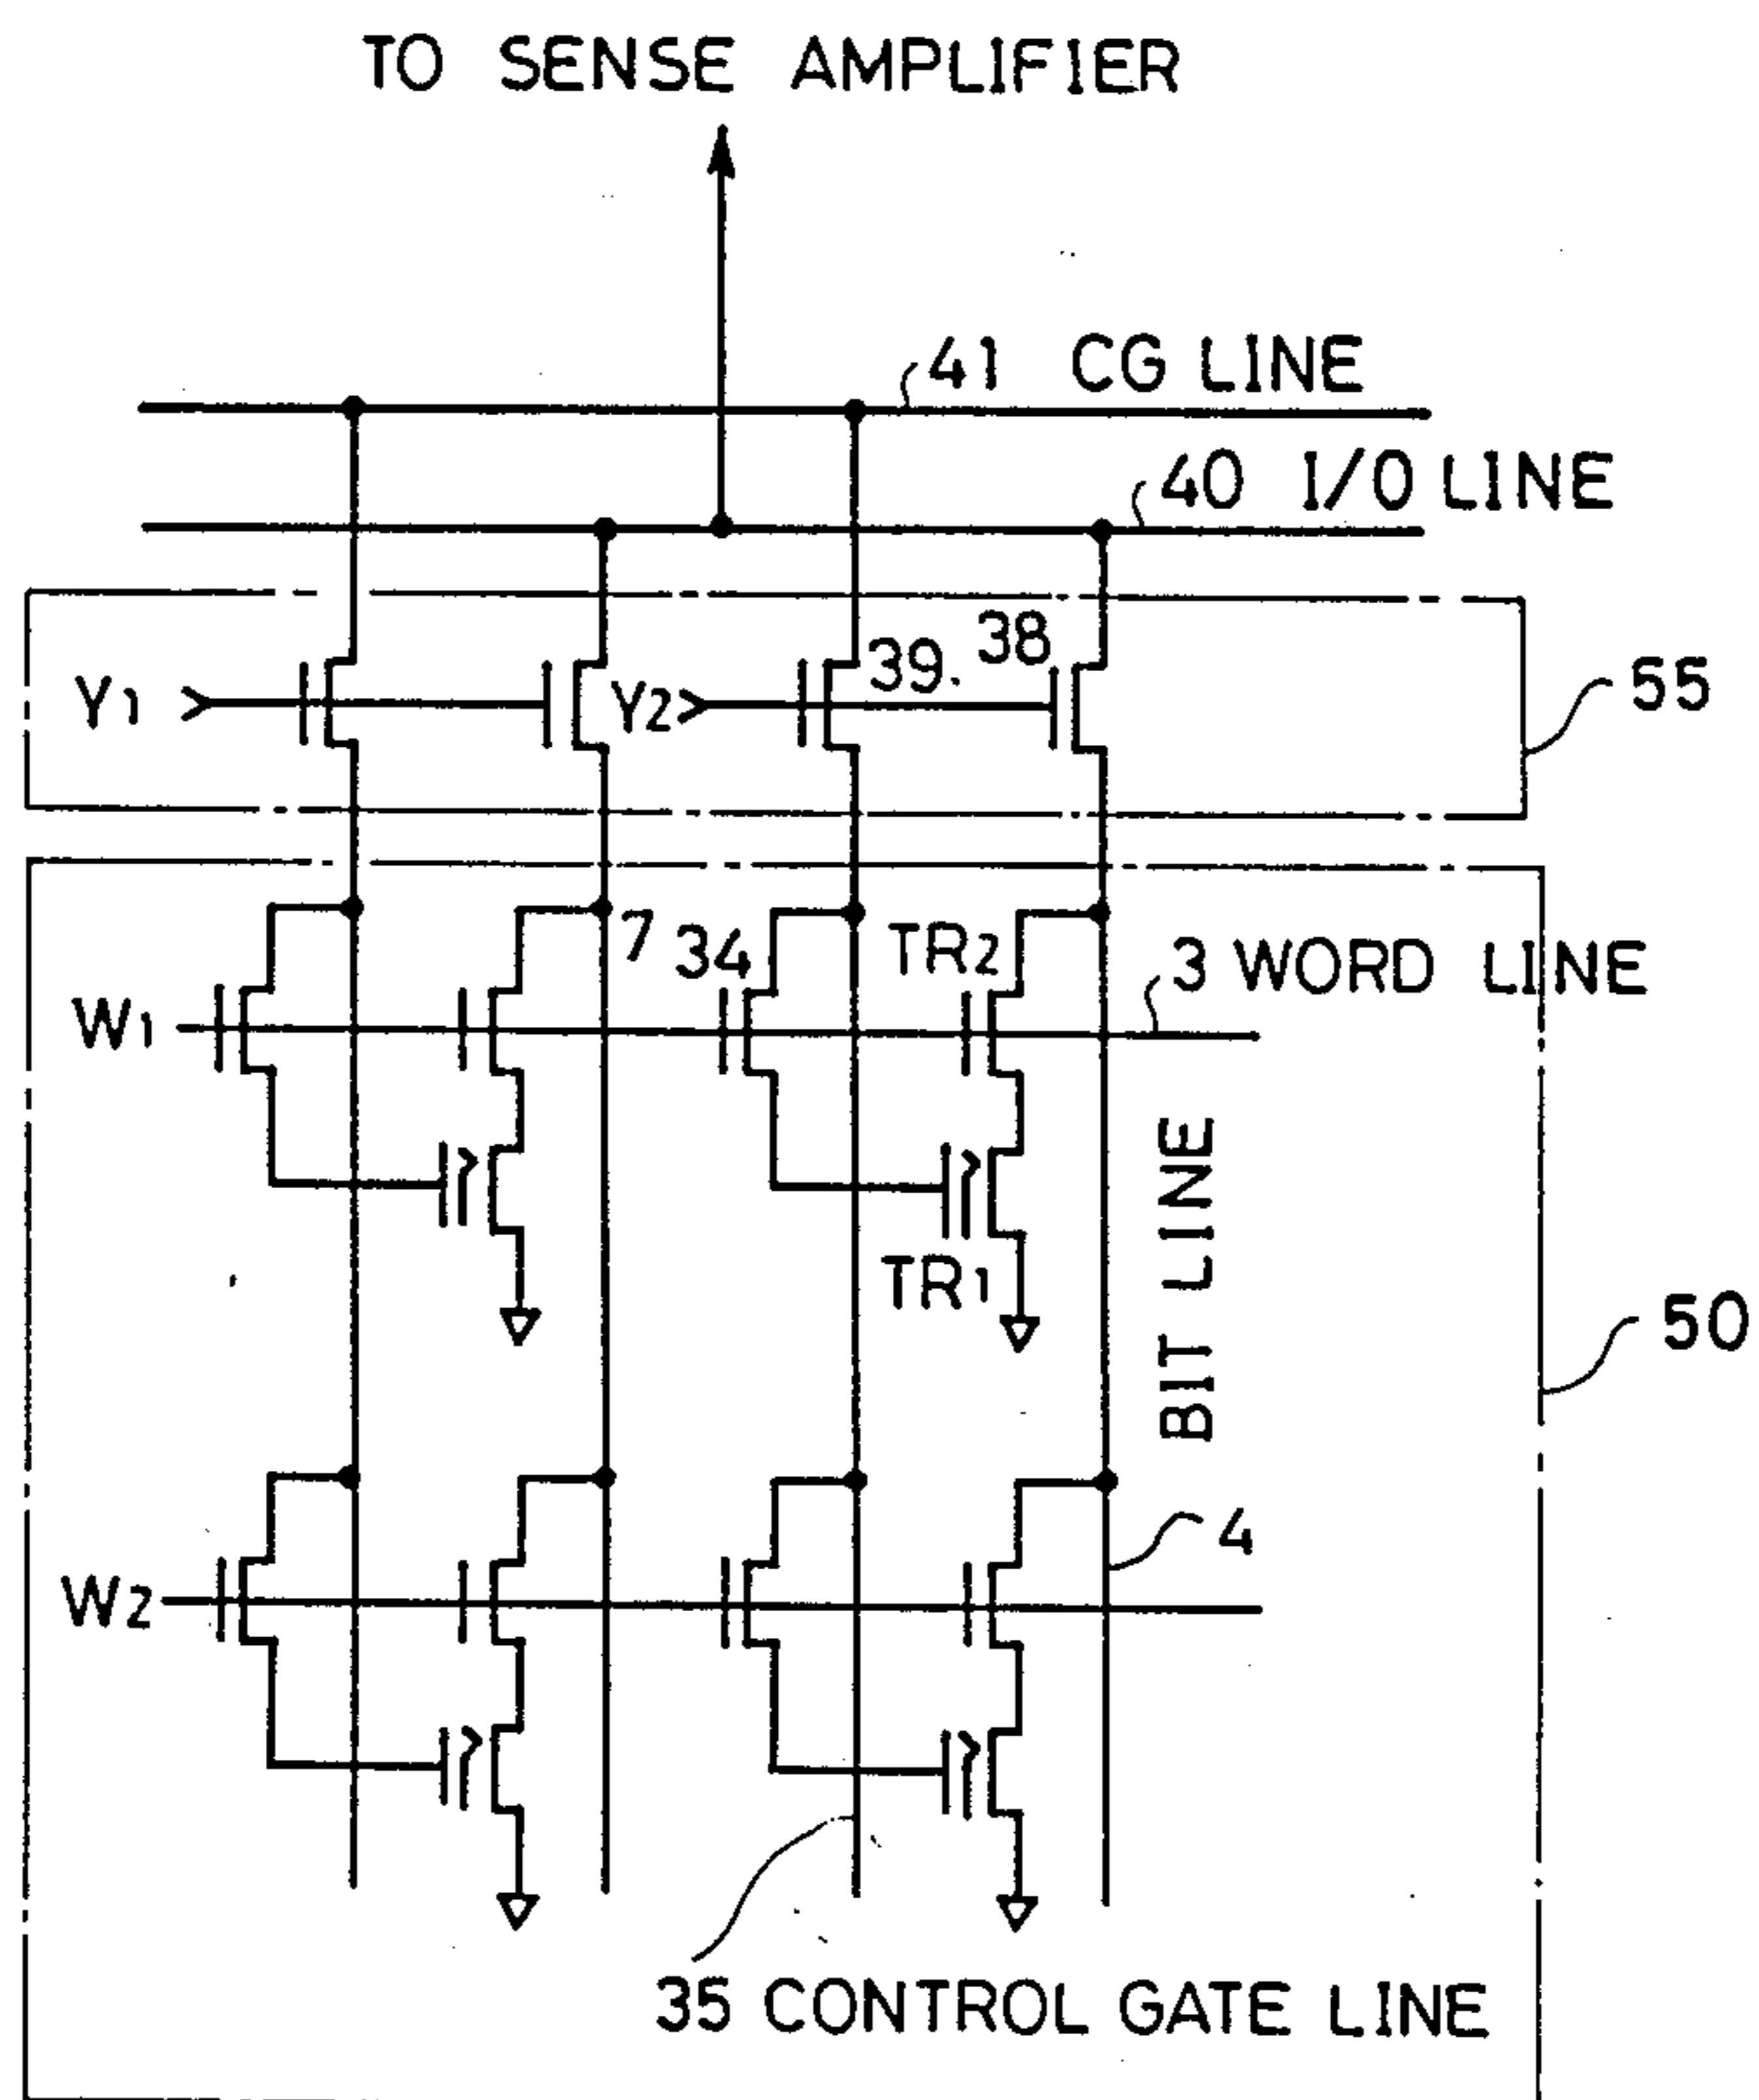 TO SENSE AMPLIFIER
41 CG LINE
40 I/O LINE
Y1
Y2
39.
38
55
7
34
TR2
3 WORD LINE
W1
TR1
BIT LINE
50
W2
4
35 CONTROL GATE LINE